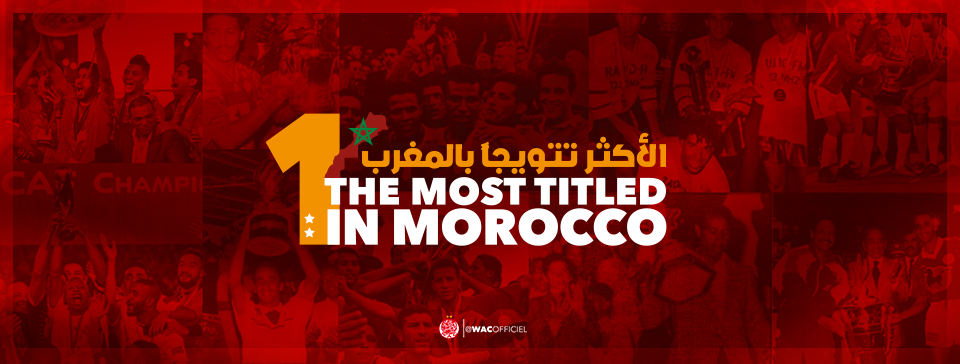 1
الأكثر تتويجاً بالمغرب
THE MOST TITLED
IN MOROCCO
@WACOFFICIEL